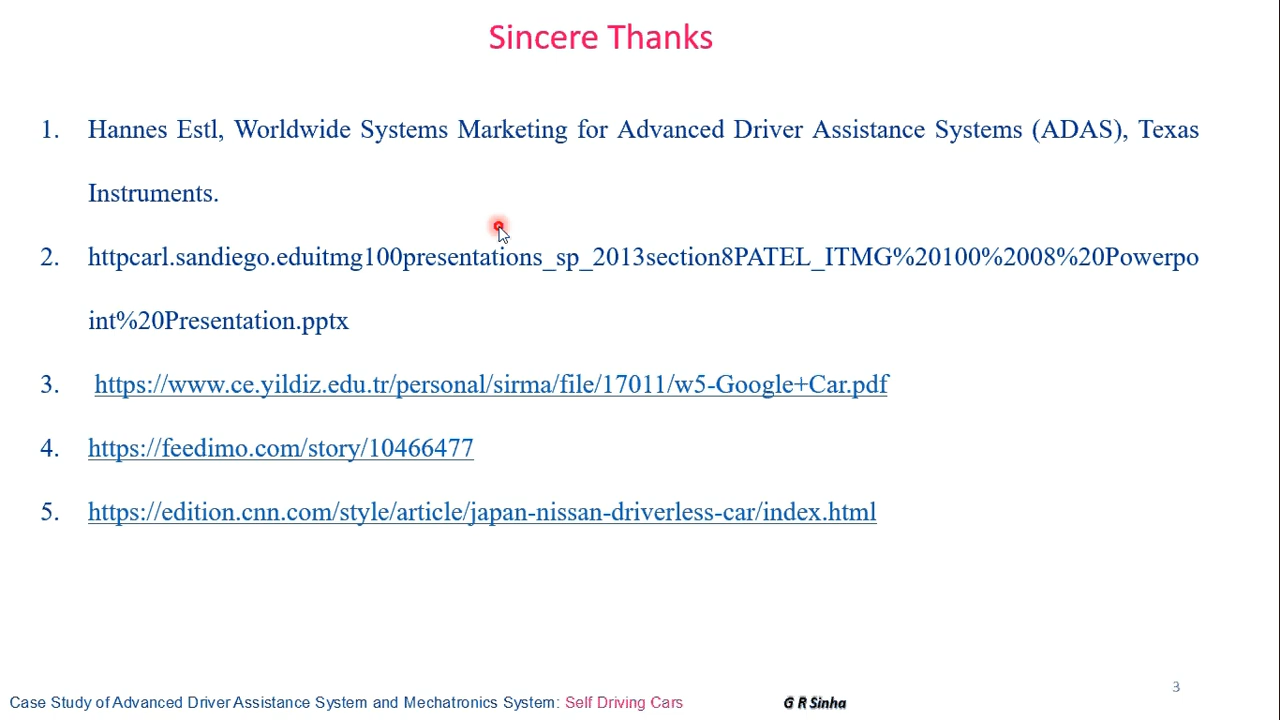 Sincere Thanks
1. Hannes Estl, Worldwide Systems Marketing for Advanced Driver Assistance Systems (ADAS), Texas
Instruments.
2. httpcarl.sandiego.eduitmg100presentations_sp_2013section8PATEL_ITMG%20100%2008%20Powerpo
int%20Presentation.pptx
3. https://www.ce.yildiz.edu.tr/personal/sirma/file/17011/w5-Google+Car.pdf
4. https://feedimo.com/story/10466477
5. https://edition.cnn.com/style/article/japan-nissan-driverless-car/index.html
3
Case Study of Advanced Driver Assistance System and Mechatronics System: Self Driving Cars G R Sinha